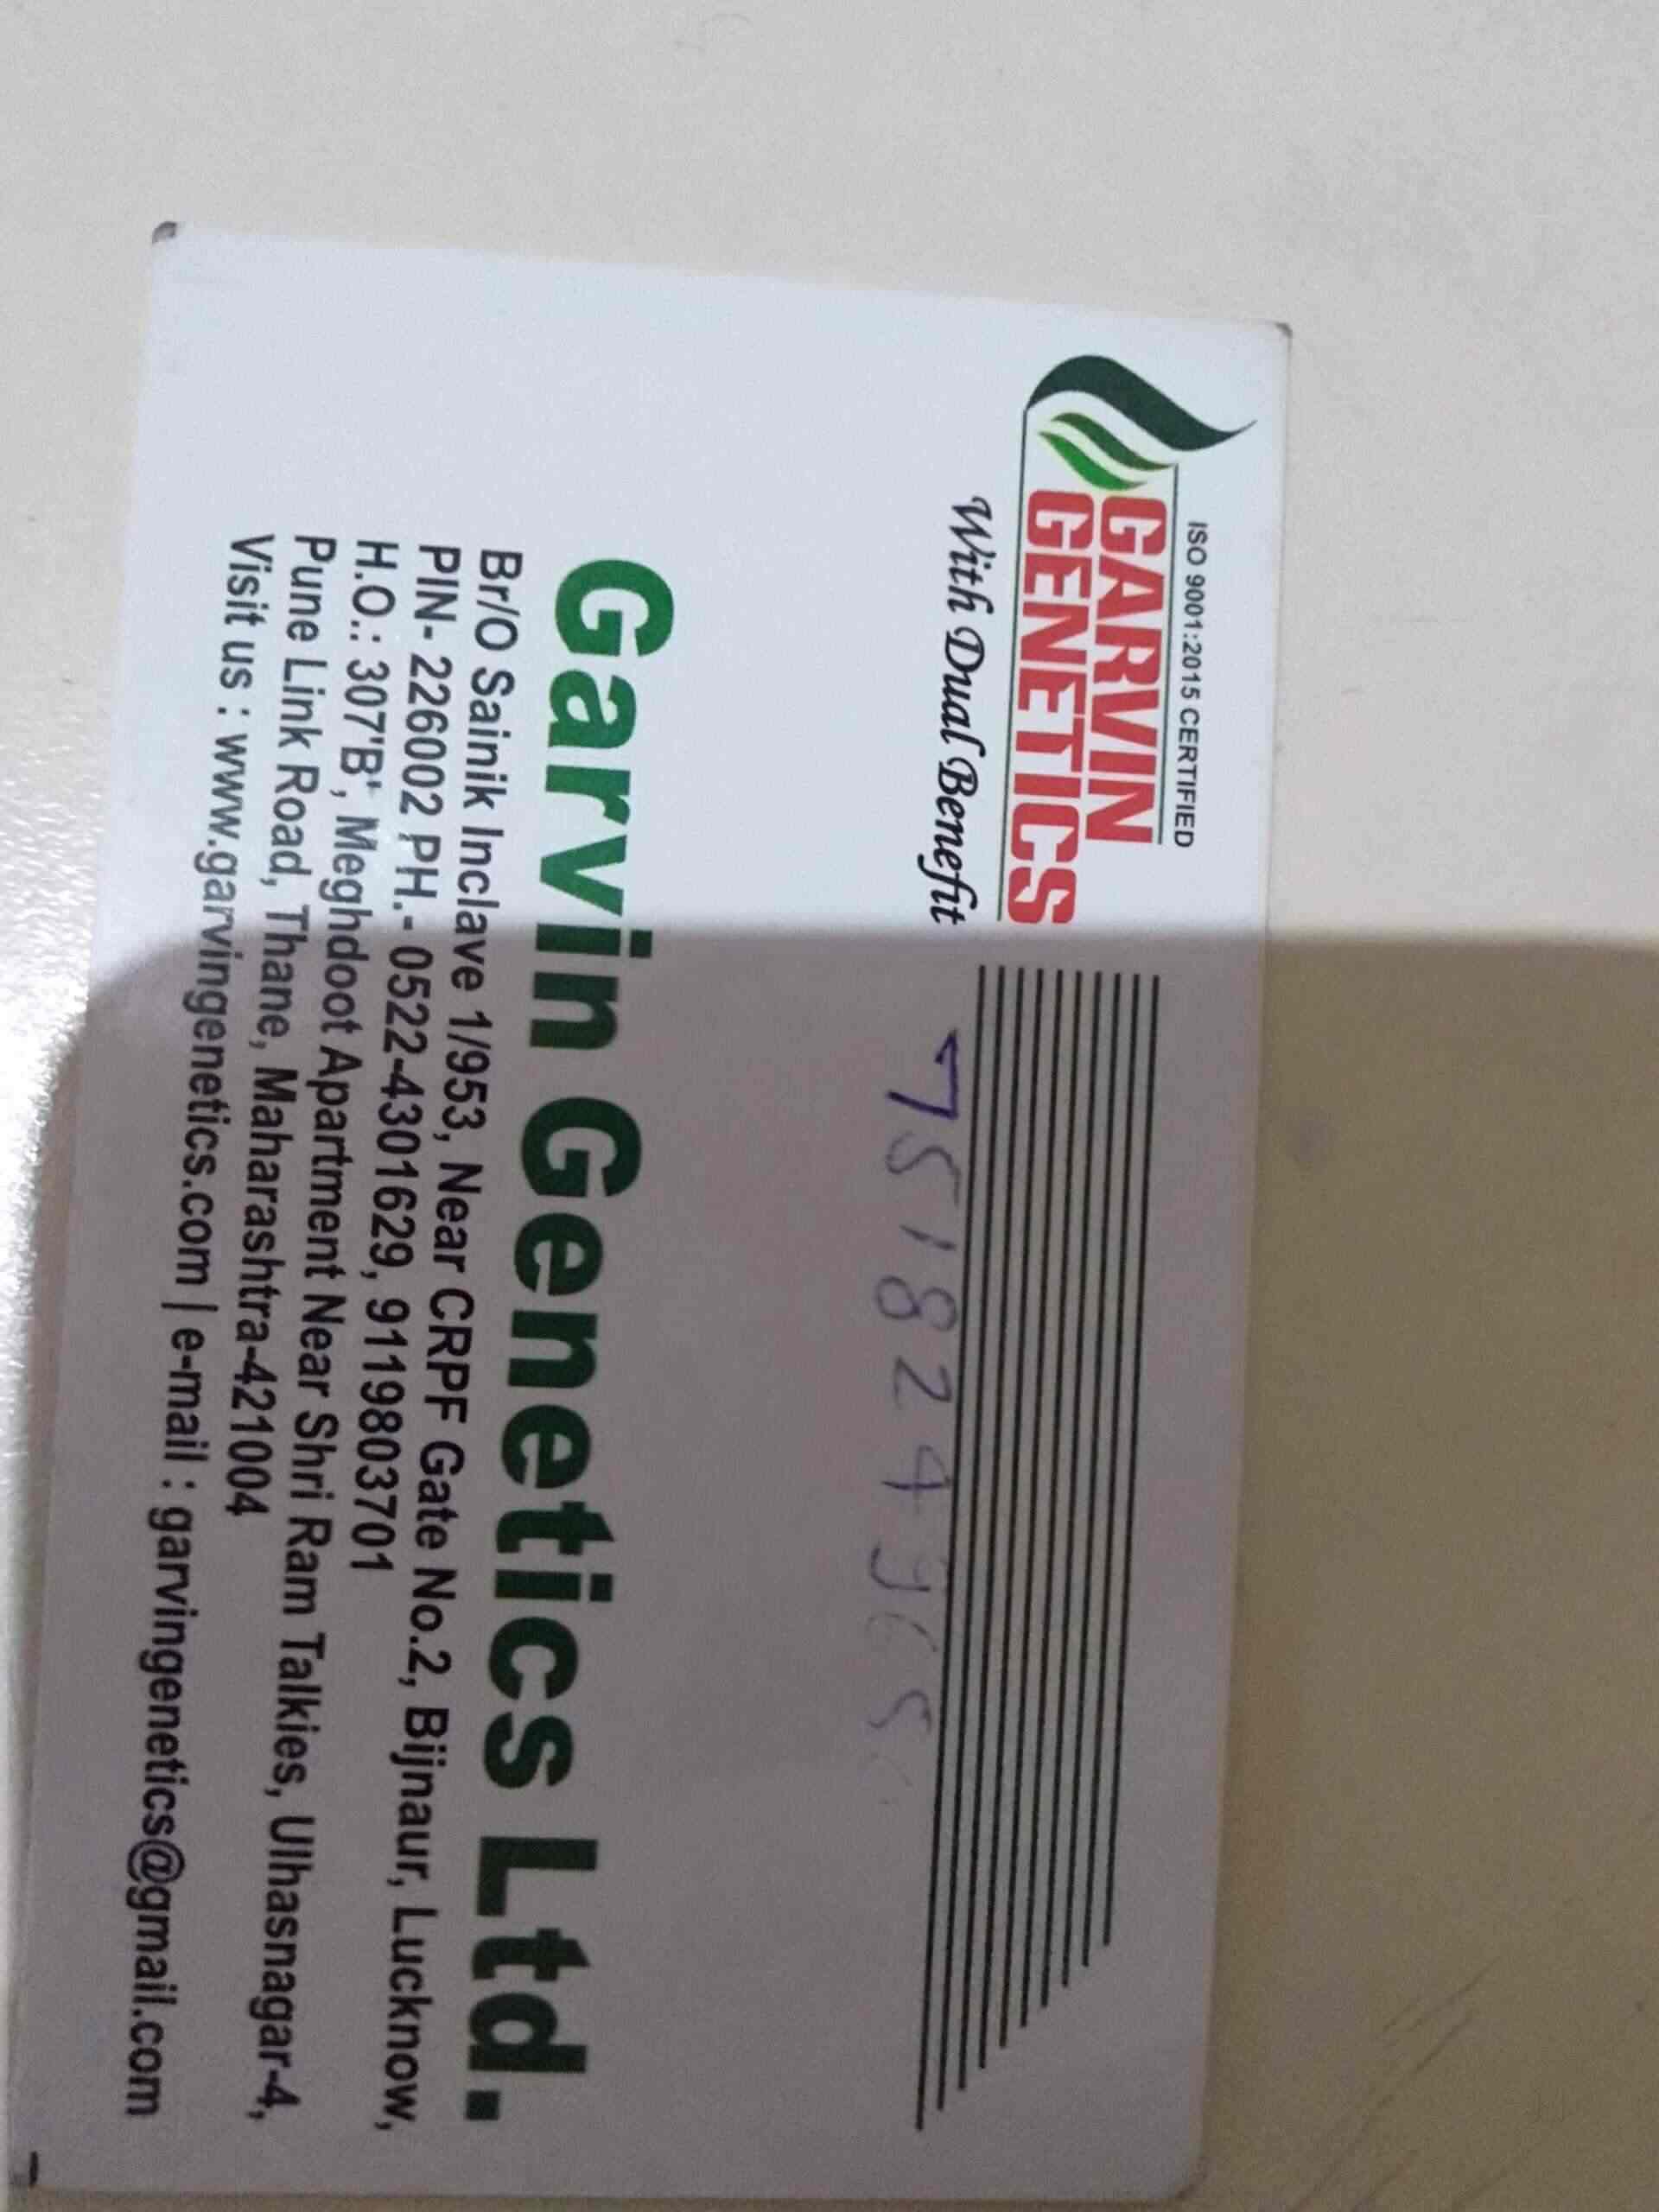 ISO 9001:2015 CERTIFIED
GARVIN
GENETICS
With Dual Benefit
Garvin Genetics Ltd.
Br/O Sainik Inclave 1/953, Near CRPF Gate No.2, Bijnaur, Lucknow,
PIN- 226002 PH.- 0522-4301629, 9119803701
H.O.: 307'B', Meghdoot Apartment Near Shri Ram Talkies, Ulhasnagar-4,
Pune Link Road, Thane, Maharashtra-421004
Visit us : www.garvingenetics.com | e-mail : garvingenetics@gmail.com